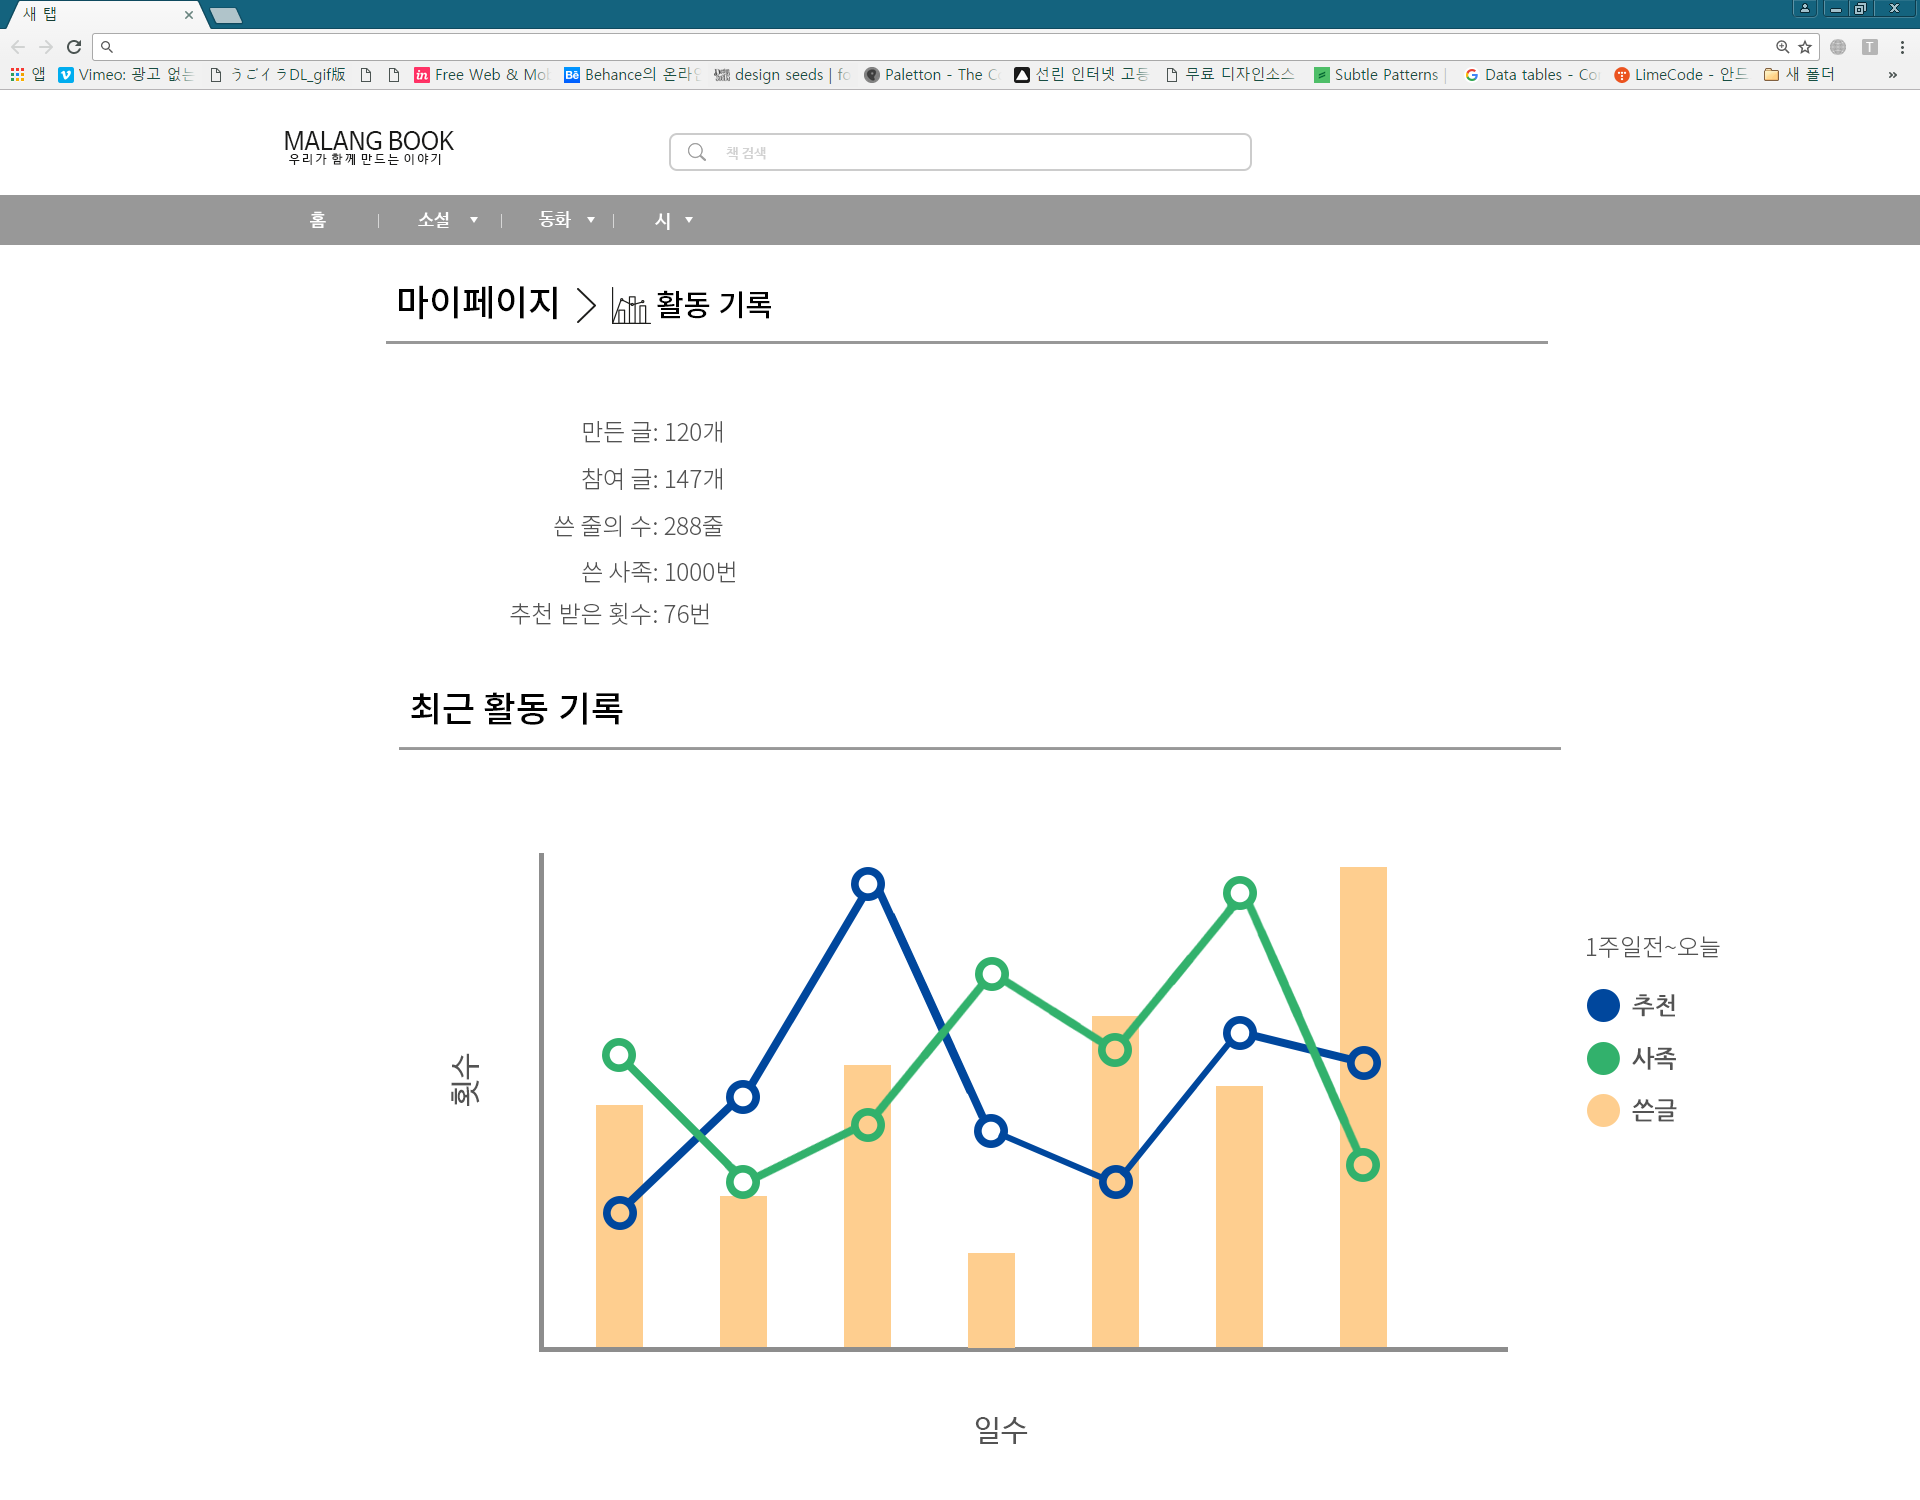 새 탭
앱 Vimeo: 광고 없는 うごイラDL_gif版 Free Web & Mob Behance의 온라인 design seeds | fo Paletton - The Co 선린 인터넷 고등 무료 디자인소스 Subtle Patterns | Data tables - Co LimeCode - 안드 새 폴더 »
MALANG BOOK
우리가 함께 만드는 이야기
책 검색
홈 소설 동화 시
마이페이지 활동 기록
만든 글: 120개
참여 글: 147개
쓴 줄의 수: 288줄
쓴 사족: 1000번
추천 받은 횟수: 76번
최근 활동 기록
횟수
1주일전~오늘
추천
사족
쓴글
일수